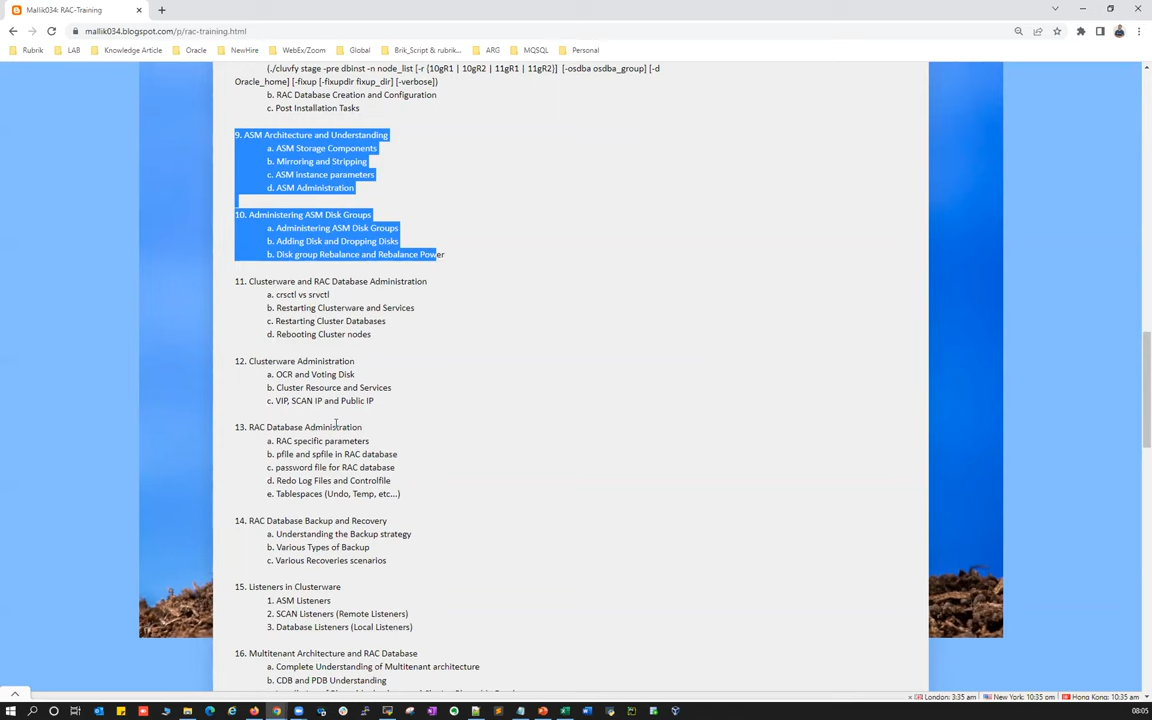 Mallik034: RAC-Training
mallik034.blogspot.com/p/rac-training.html
Rubrik LAB Knowledge Article Oracle NewHire WebEx/Zoom Global Brik_Script & rubrik... ARG MQSQL Personal
(./cluvfy stage -pre dbinst -n node_list [-r {10gR1 | 10gR2 | 11gR1 | 11gR2}] [-osdba osdba_group] [-d
Oracle_home] [-fixup [-fixupdir fixup_dir] [-verbose])
b. RAC Database Creation and Configuration
c. Post Installation Tasks
9. ASM Architecture and Understanding
a. ASM Storage Components
b. Mirroring and Stripping
c. ASM instance parameters
d. ASM Administration
10. Administering ASM Disk Groups
a. Administering ASM Disk Groups
b. Adding Disk and Dropping Disks
b. Disk group Rebalance and Rebalance Power
11. Clusterware and RAC Database Administration
a. crsctl vs srvctl
b. Restarting Clusterware and Services
c. Restarting Cluster Databases
d. Rebooting Cluster nodes
12. Clusterware Administration
a. OCR and Voting Disk
b. Cluster Resource and Services
c. VIP, SCAN IP and Public IP
13. RAC Database Administration
a. RAC specific parameters
b. pfile and spfile in RAC database
c. password file for RAC database
d. Redo Log Files and Controlfile
e. Tablespaces (Undo, Temp, etc...)
14. RAC Database Backup and Recovery
a. Understanding the Backup strategy
b. Various Types of Backup
c. Various Recoveries scenarios
15. Listeners in Clusterware
1. ASM Listeners
2. SCAN Listeners (Remote Listeners)
3. Database Listeners (Local Listeners)
16. Multitenant Architecture and RAC Database
a. Complete Understanding of Multitenant architecture
b. CDB and PDB Understanding
London: 3:35 am New York: 10:35 pm Hong Kong: 10:35 am
08:05